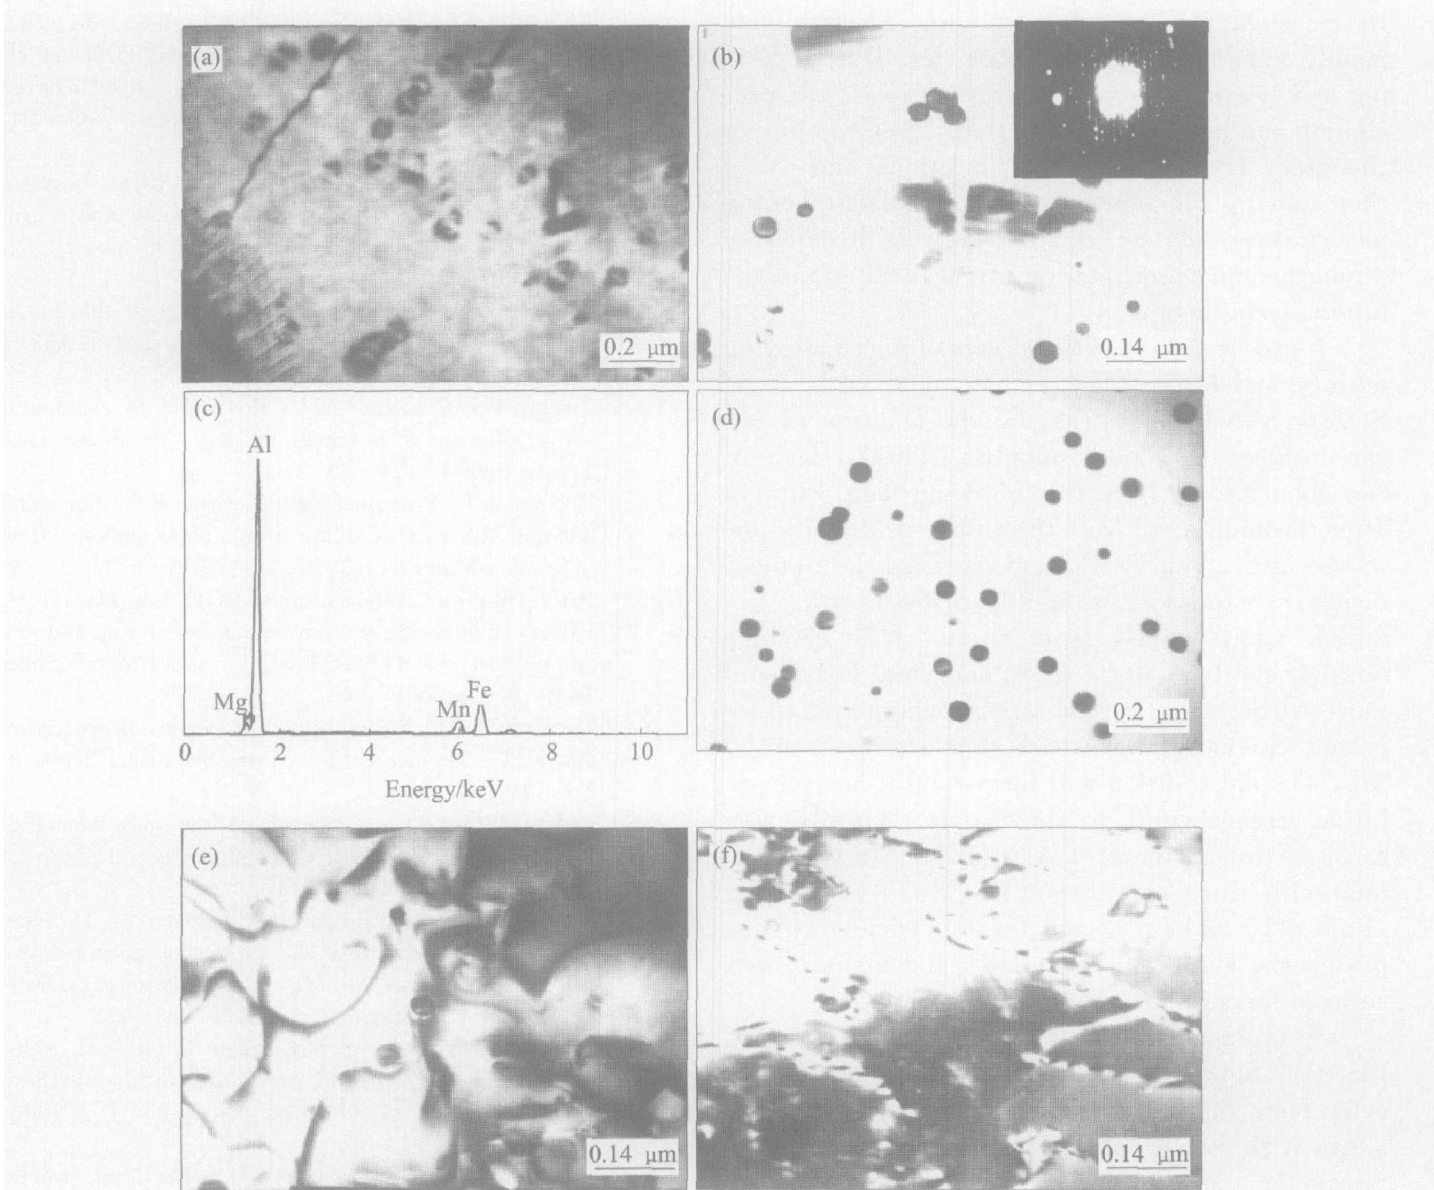 (a)
(b)
0.2 μm
0.14 μm
(c)
Al
Mg
Mn
Fe
0 2 4 6 8 10
Energy/keV
(d)
0.2 μm
(e)
0.14 μm
(f)
0.14 μm